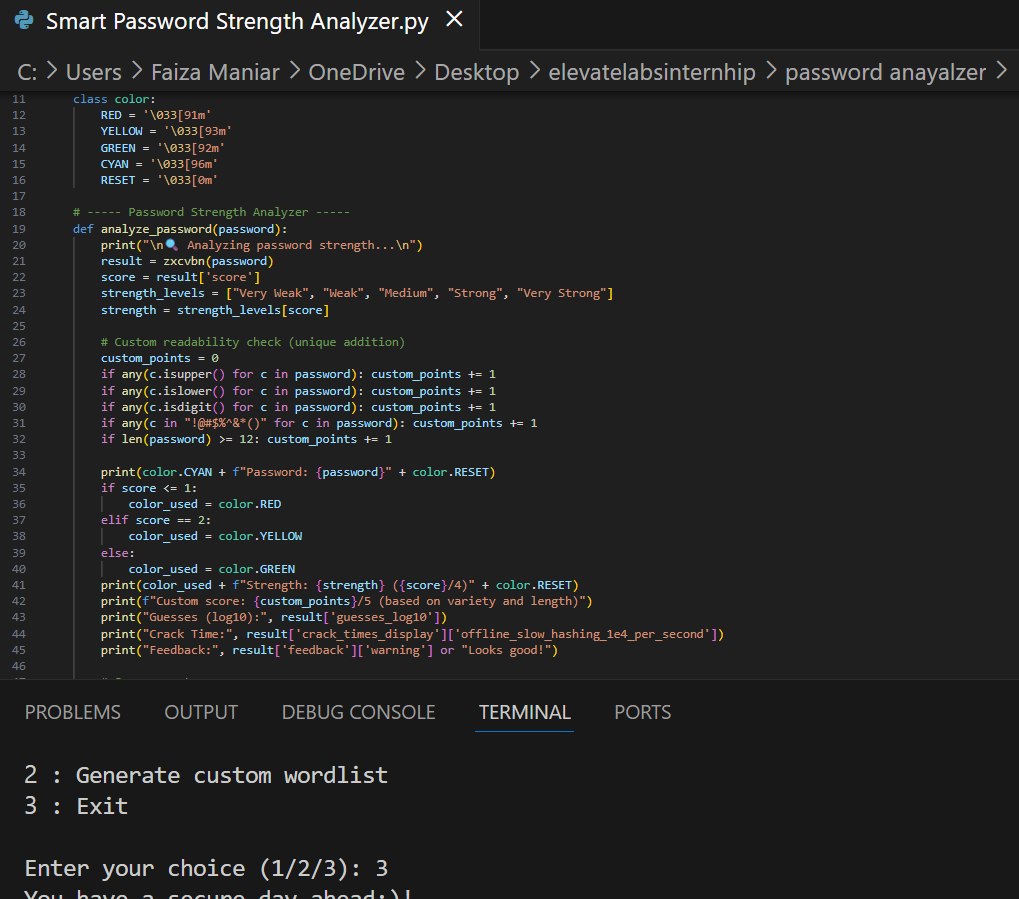 Smart Password Strength Analyzer.py
C: > Users > Faiza Maniar > OneDrive > Desktop > elevatelabsinternhip > password anayalzer >
11 class color:
12 RED = '\033[91m'
13 YELLOW = '\033[93m'
14 GREEN = '\033[92m'
15 CYAN = '\033[96m'
16 RESET = '\033[0m'
17
18 # ----- Password Strength Analyzer -----
19 def analyze_password(password):
20 print("\n🔍 Analyzing password strength...\n")
21 result = zxcvbn(password)
22 score = result['score']
23 strength_levels = ["Very Weak", "Weak", "Medium", "Strong", "Very Strong"]
24 strength = strength_levels[score]
25
26 # Custom readability check (unique addition)
27 custom_points = 0
28 if any(c.isupper() for c in password): custom_points += 1
29 if any(c.islower() for c in password): custom_points += 1
30 if any(c.isdigit() for c in password): custom_points += 1
31 if any(c in "!@#$%^&*()" for c in password): custom_points += 1
32 if len(password) >= 12: custom_points += 1
33
34 print(color.CYAN + f"Password: {password}" + color.RESET)
35 if score <= 1:
36 color_used = color.RED
37 elif score == 2:
38 color_used = color.YELLOW
39 else:
40 color_used = color.GREEN
41 print(color_used + f"Strength: {strength} ({score}/4)" + color.RESET)
42 print(f"Custom score: {custom_points}/5 (based on variety and length)")
43 print("Guesses (log10):", result['guesses_log10'])
44 print("Crack Time:", result['crack_times_display']['offline_slow_hashing_1e4_per_second'])
45 print("Feedback:", result['feedback']['warning'] or "Looks good!")
46
PROBLEMS OUTPUT DEBUG CONSOLE TERMINAL PORTS
2 : Generate custom wordlist
3 : Exit
Enter your choice (1/2/3): 3
You have a secure day ahead:)!